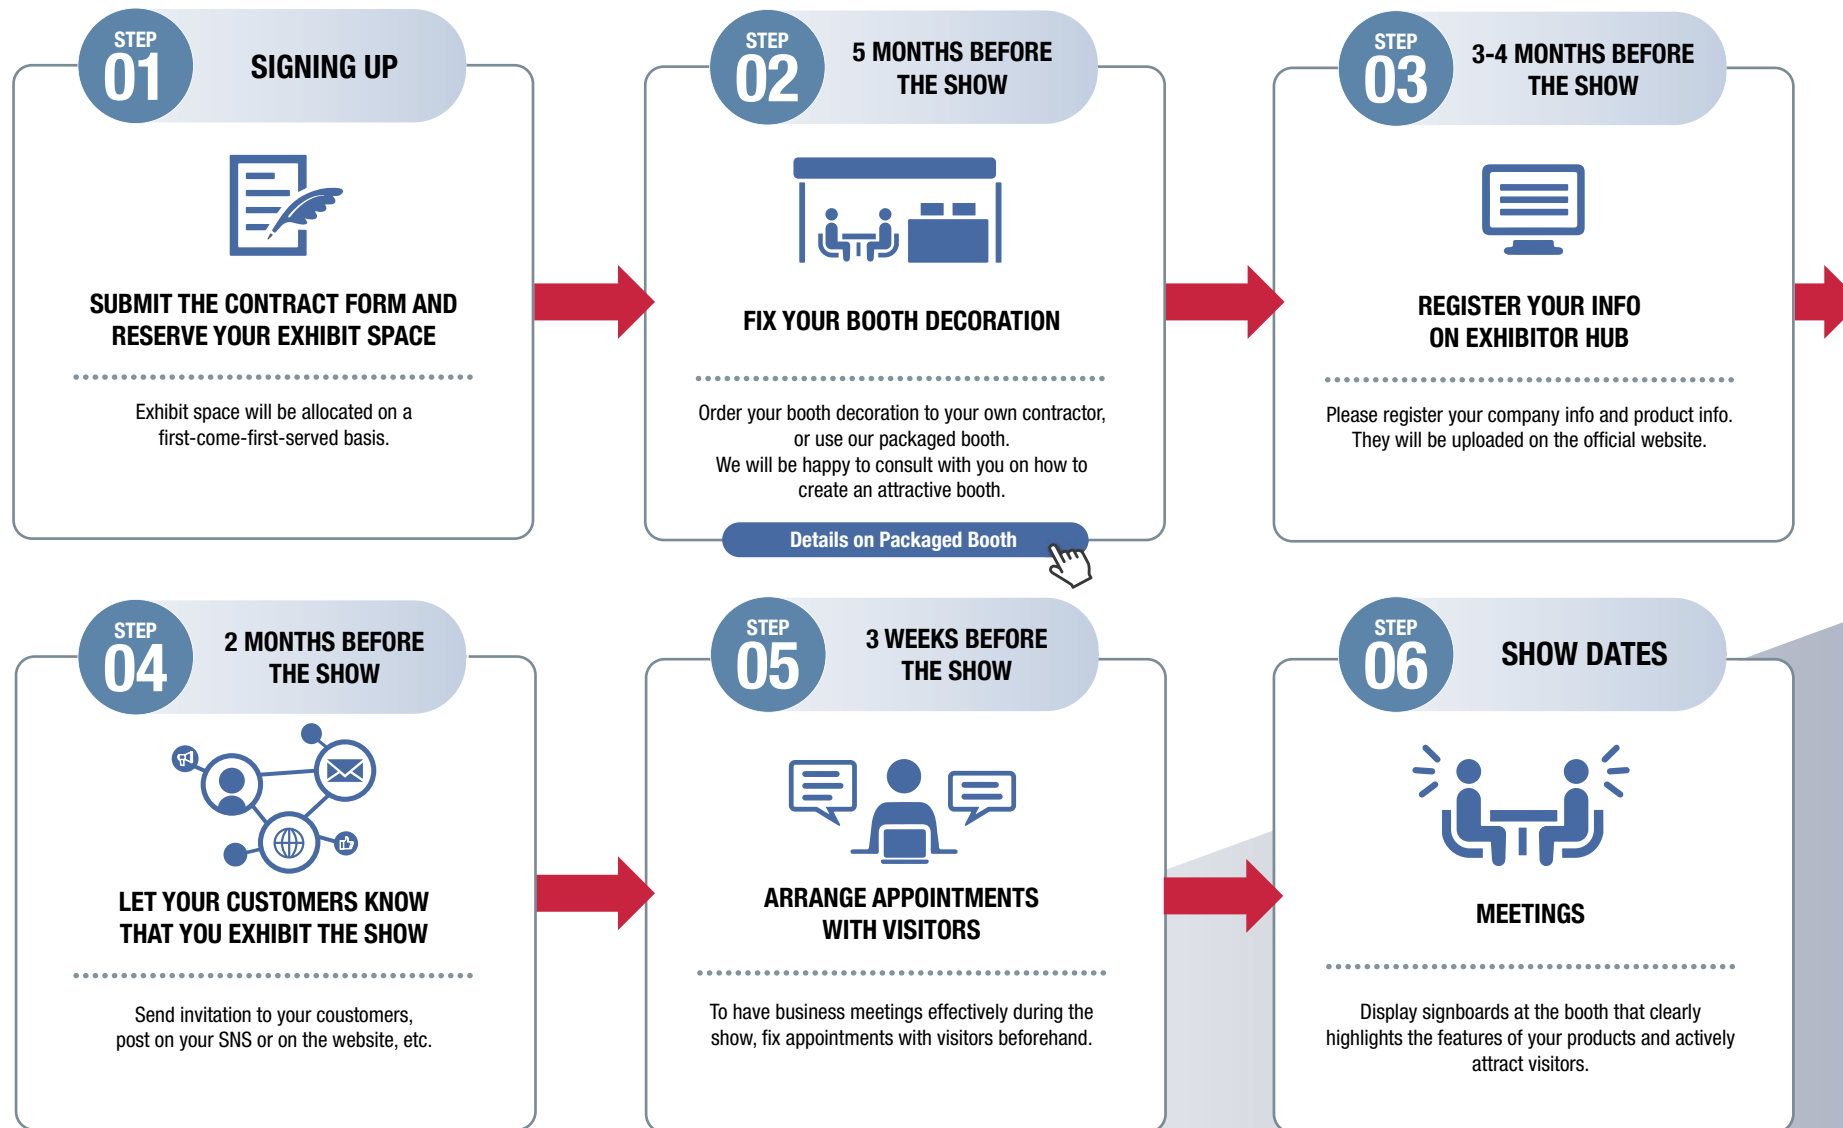 STEP
01
SIGNING UP
SUBMIT THE CONTRACT FORM AND
RESERVE YOUR EXHIBIT SPACE
Exhibit space will be allocated on a
first-come-first-served basis.
STEP
02
5 MONTHS BEFORE
THE SHOW
FIX YOUR BOOTH DECORATION
Order your booth decoration to your own contractor,
or use our packaged booth.
We will be happy to consult with you on how to
create an attractive booth.
Details on Packaged Booth
STEP
03
3-4 MONTHS BEFORE
THE SHOW
REGISTER YOUR INFO
ON EXHIBITOR HUB
Please register your company info and product info.
They will be uploaded on the official website.
STEP
04
2 MONTHS BEFORE
THE SHOW
LET YOUR CUSTOMERS KNOW
THAT YOU EXHIBIT THE SHOW
Send invitation to your coustomers,
post on your SNS or on the website, etc.
STEP
05
3 WEEKS BEFORE
THE SHOW
ARRANGE APPOINTMENTS
WITH VISITORS
To have business meetings effectively during the
show, fix appointments with visitors beforehand.
STEP
06
SHOW DATES
MEETINGS
Display signboards at the booth that clearly
highlights the features of your products and actively
attract visitors.